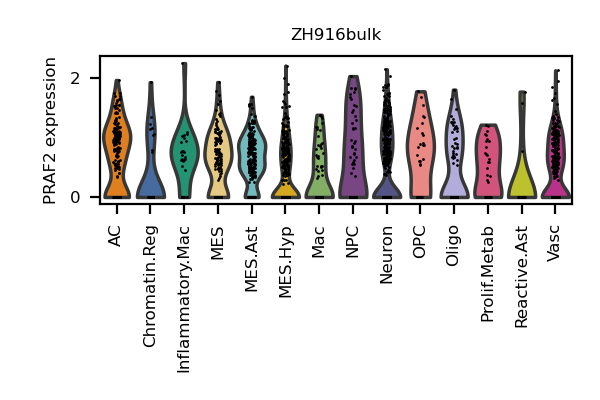 ZH916bulk
PRAF2 expression
2
0
AC
Chromatin.Reg
Inflammatory.Mac
MES
MES.Ast
MES.Hyp
Mac
NPC
Neuron
OPC
Oligo
Prolif.Metab
Reactive.Ast
Vasc